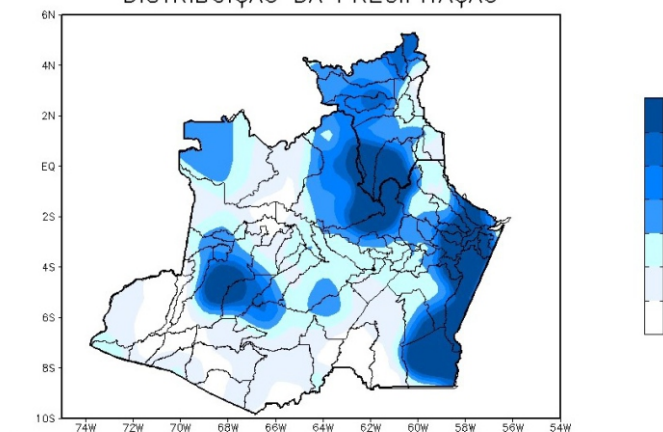 DISTRIBUIÇÃO DA PRECIPITAÇÃO
6N
4N
2N
EQ
2S
4S
6S
8S
10S
74W 72W 70W 68W 66W 64W 62W 60W 58W 56W 54W